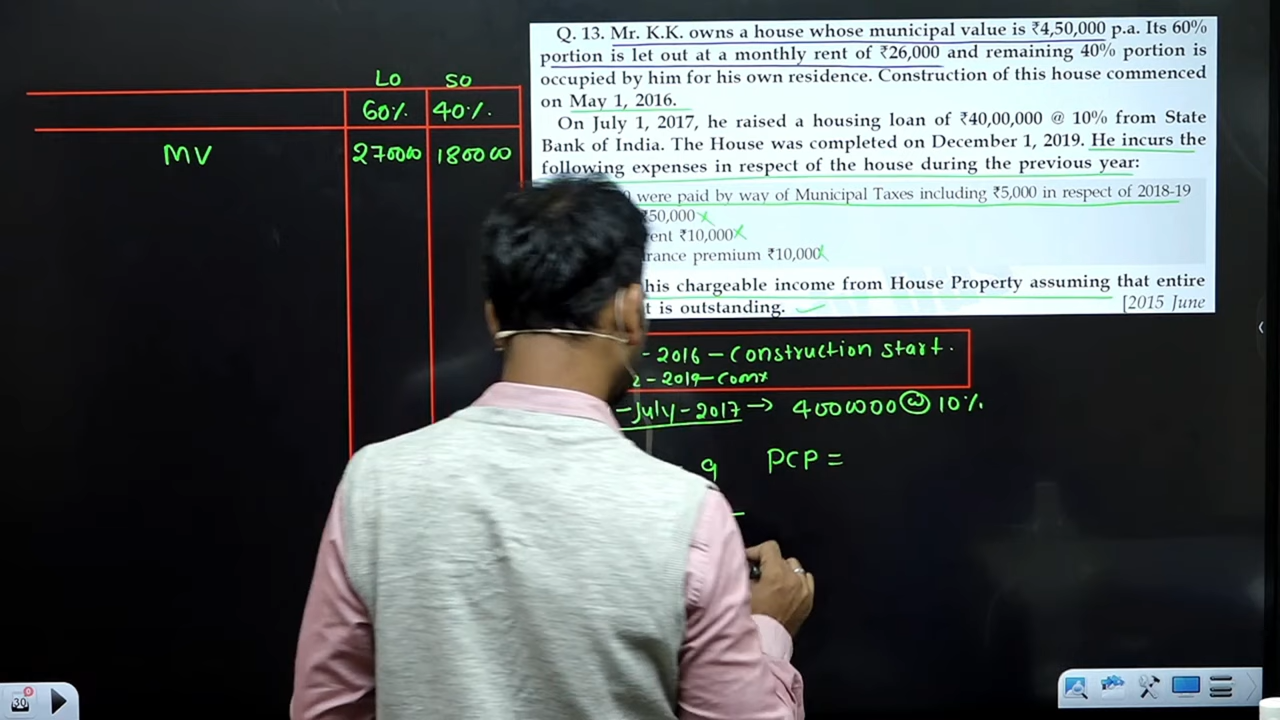 Q. 13. Mr. K.K. owns a house whose municipal value is ₹4,50,000 p.a. Its 60%
portion is let out at a monthly rent of ₹26,000 and remaining 40% portion is
occupied by him for his own residence. Construction of this house commenced
on May 1, 2016.
On July 1, 2017, he raised a housing loan of ₹40,00,000 @ 10% from State
Bank of India. The House was completed on December 1, 2019. He incurs the
following expenses in respect of the house during the previous year:
were paid by way of Municipal Taxes including ₹5,000 in respect of 2018-19
₹50,000 X
₹10,000 X
premium ₹10,000 X
his chargeable income from House Property assuming that entire
is outstanding.
[2015 June
LO SO
60% 40%.
MV 270000 180000
- 2016 - Construction start.
- 2019 - Comx
- July - 2017 → 4000000 @ 10%.
9 PCP =
30